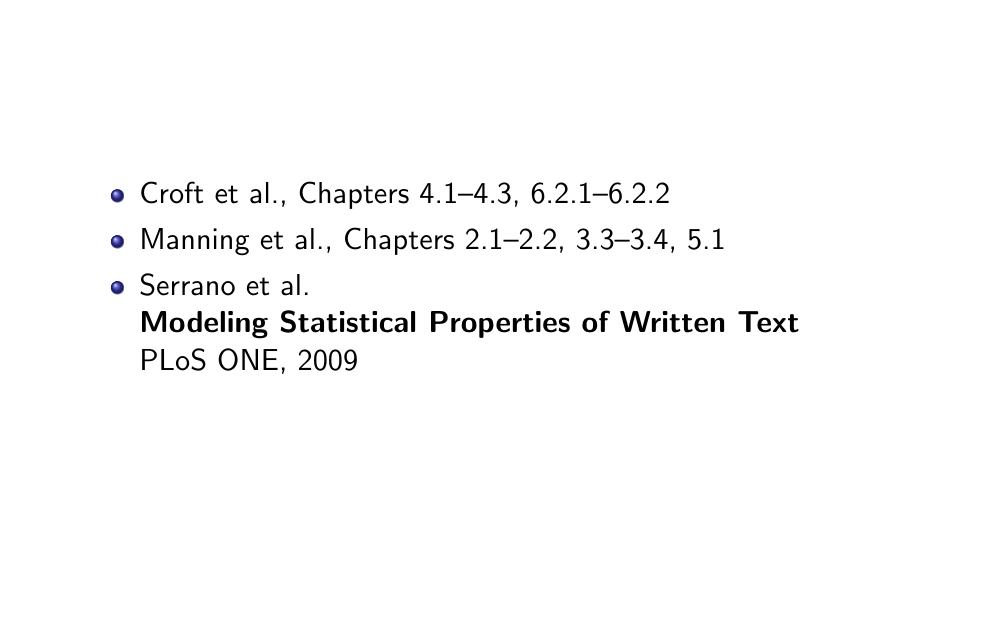 Croft et al., Chapters 4.1–4.3, 6.2.1–6.2.2
Manning et al., Chapters 2.1–2.2, 3.3–3.4, 5.1
Serrano et al.
Modeling Statistical Properties of Written Text
PLoS ONE, 2009